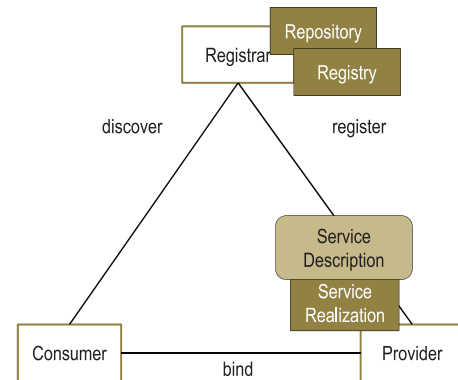 Repository
Registrar
Registry
discover
register
Service
Description
Service
Realization
Consumer
Provider
bind